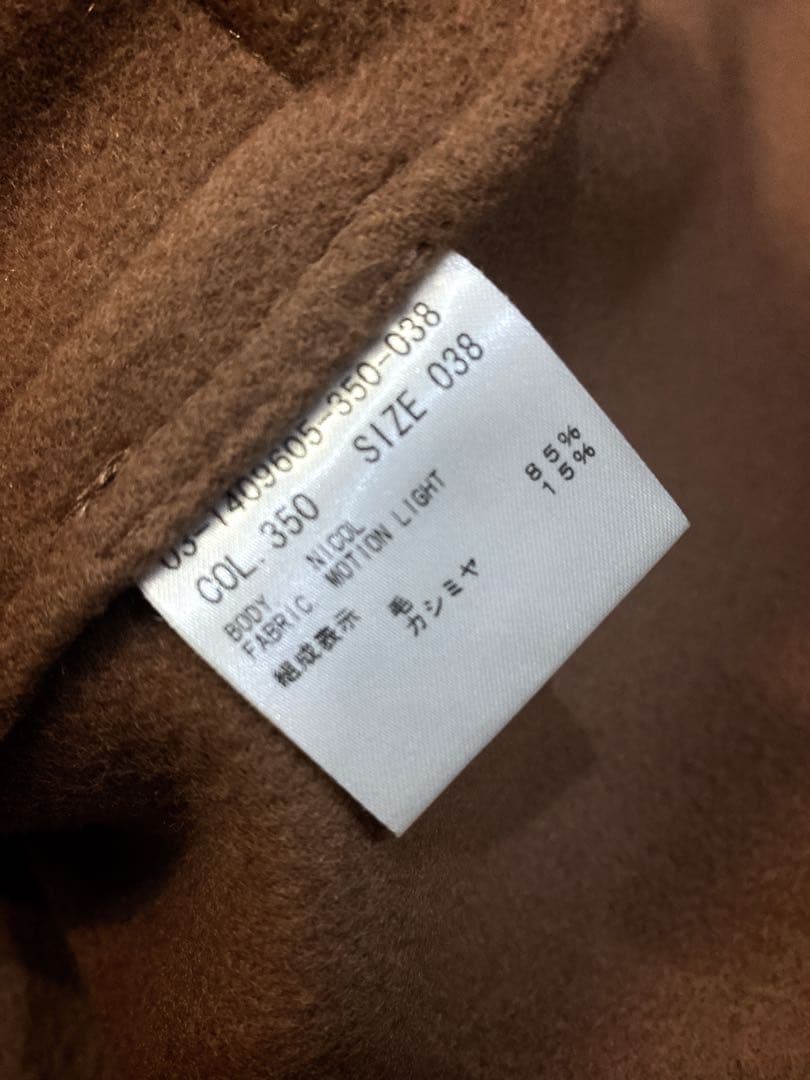 03-1409605-350-038
COL. 350 SIZE 038
BODY NICOL
FABRIC MOTION LIGHT
組成表示 毛 85%
カシミヤ 15%